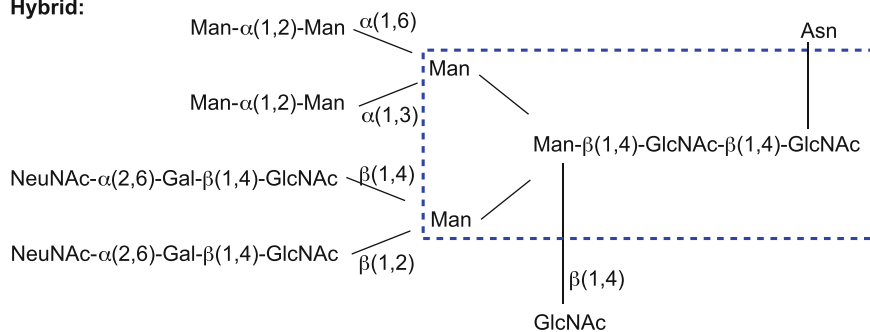 Hybrid:
Man-α(1,2)-Man
α(1,6)
Asn
Man
Man-α(1,2)-Man
α(1,3)
Man-β(1,4)-GlcNAc-β(1,4)-GlcNAc
NeuNAc-α(2,6)-Gal-β(1,4)-GlcNAc
β(1,4)
Man
NeuNAc-α(2,6)-Gal-β(1,4)-GlcNAc
β(1,2)
β(1,4)
GlcNAc